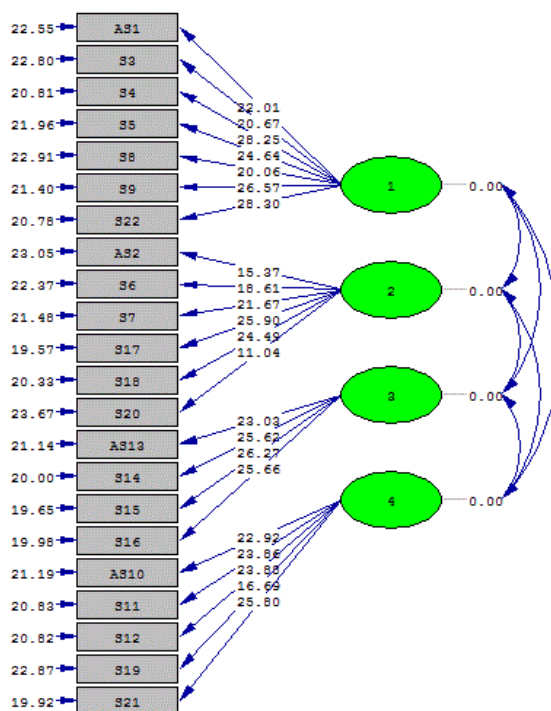 22.55 AS1
22.80 S3
20.81 S4
22.01
21.96 S5
20.67
28.25
22.91 S8
24.64
20.06
21.40 S9
26.57
1
0.00
20.78 S22
28.30
23.05 AS2
15.37
22.37 S6
18.61
2
0.00
21.48 S7
21.67
19.57 S17
25.90
24.49
20.33 S18
11.04
23.67 S20
3
0.00
21.14 AS13
23.03
25.62
20.00 S14
26.27
25.66
19.65 S15
4
0.00
19.98 S16
22.92
21.19 AS10
23.86
23.88
20.83 S11
16.69
25.80
20.82 S12
22.87 S19
19.92 S21